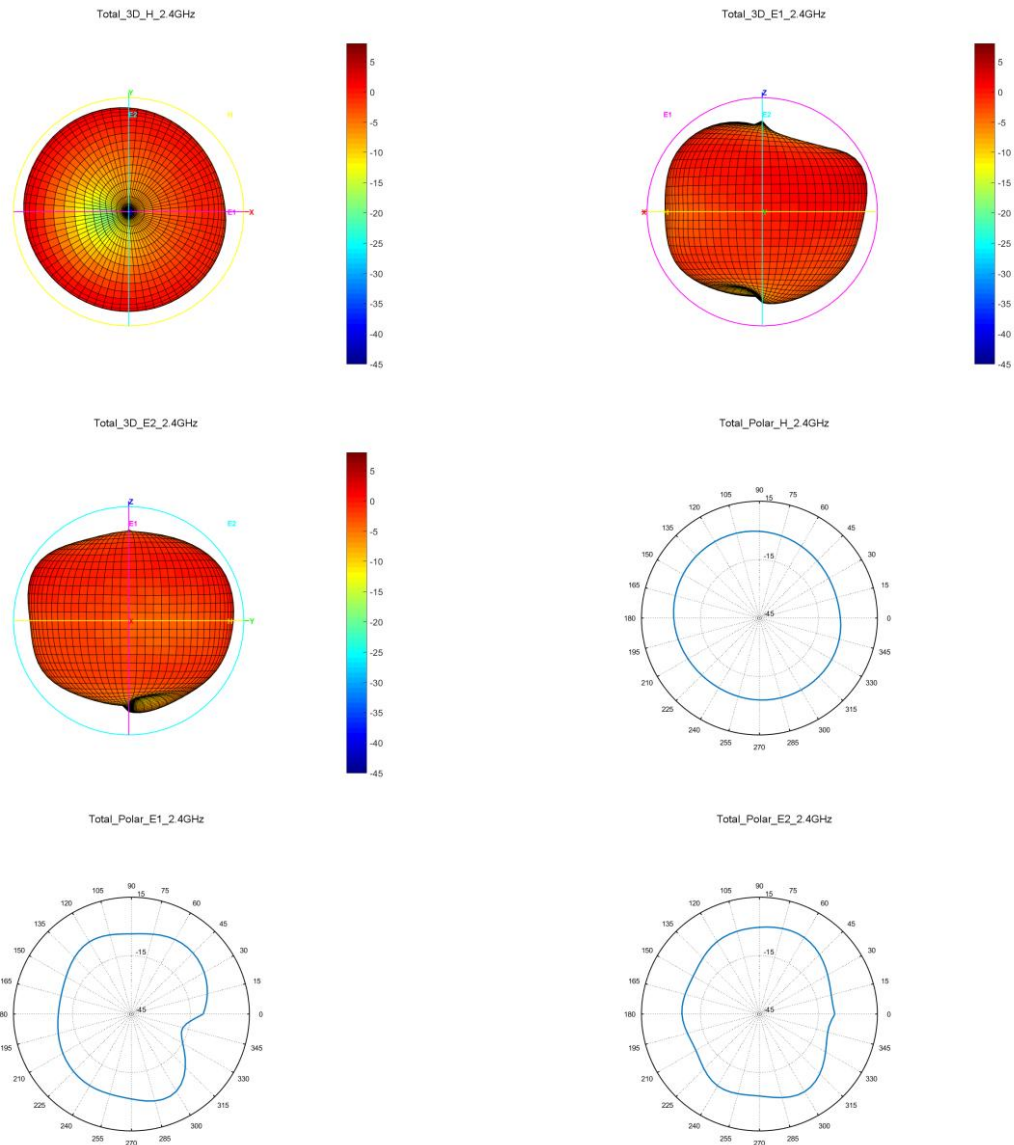 Total_3D_H_2.4GHz
Y
E2
H
E1 X
5
0
-5
-10
-15
-20
-25
-30
-35
-40
-45
Total_3D_E1_2.4GHz
Z
E1 E2
X H Y
5
0
-5
-10
-15
-20
-25
-30
-35
-40
-45
Total_3D_E2_2.4GHz
Z
E1 E2
X H Y
5
0
-5
-10
-15
-20
-25
-30
-35
-40
-45
Total_Polar_H_2.4GHz
90
105 15 75
120 60
135 45
150 -15 30
165 15
180 -45 0
195 345
210 330
225 315
240 300
255 285
270
Total_Polar_E1_2.4GHz
90
105 15 75
120 60
135 45
150 -15 30
165 15
-45 0
195 345
210 330
225 315
240 300
255 285
270
Total_Polar_E2_2.4GHz
90
105 15 75
120 60
135 45
150 -15 30
165 15
180 -45 0
195 345
210 330
225 315
240 300
255 285
270